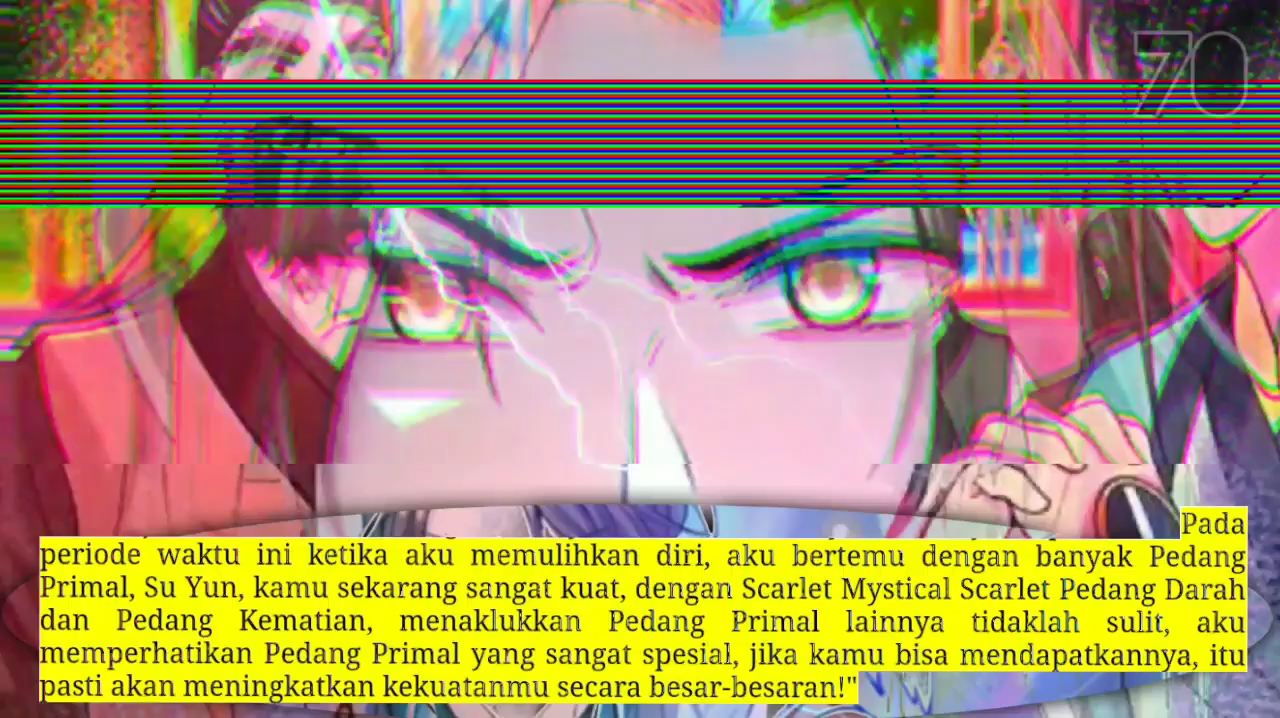 70
Pada
periode waktu ini ketika aku memulihkan diri, aku bertemu dengan banyak Pedang
Primal, Su Yun, kamu sekarang sangat kuat, dengan Scarlet Mystical Scarlet Pedang Darah
dan Pedang Kematian, menaklukkan Pedang Primal lainnya tidaklah sulit, aku
memperhatikan Pedang Primal yang sangat spesial, jika kamu bisa mendapatkannya, itu
pasti akan meningkatkan kekuatanmu secara besar-besaran!"